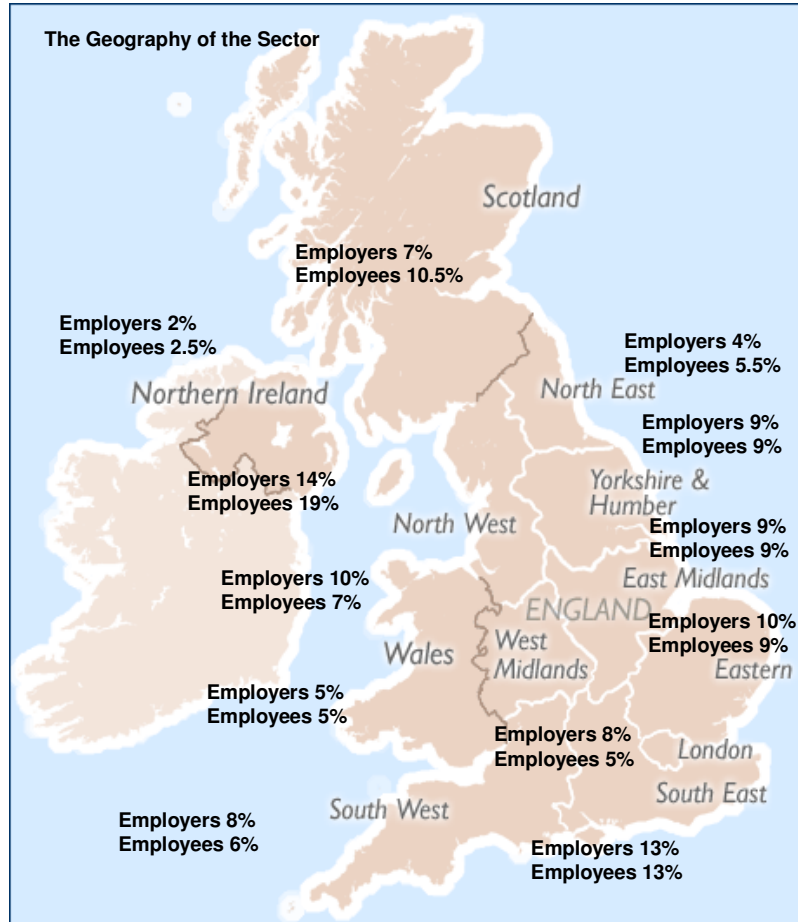 The Geography of the Sector
Scotland
Employers 7%
Employees 10.5%
Employers 2%
Employees 2.5%
Employers 4%
Employees 5.5%
Northern Ireland
North East
Employers 9%
Employees 9%
Employers 14%
Employees 19%
Yorkshire &
Humber
North West
Employers 9%
Employees 9%
Employers 10%
Employees 7%
East Midlands
ENGLAND
Employers 10%
Employees 9%
Wales
West
Midlands
Eastern
Employers 5%
Employees 5%
Employers 8%
Employees 5%
London
South East
South West
Employers 8%
Employees 6%
Employers 13%
Employees 13%